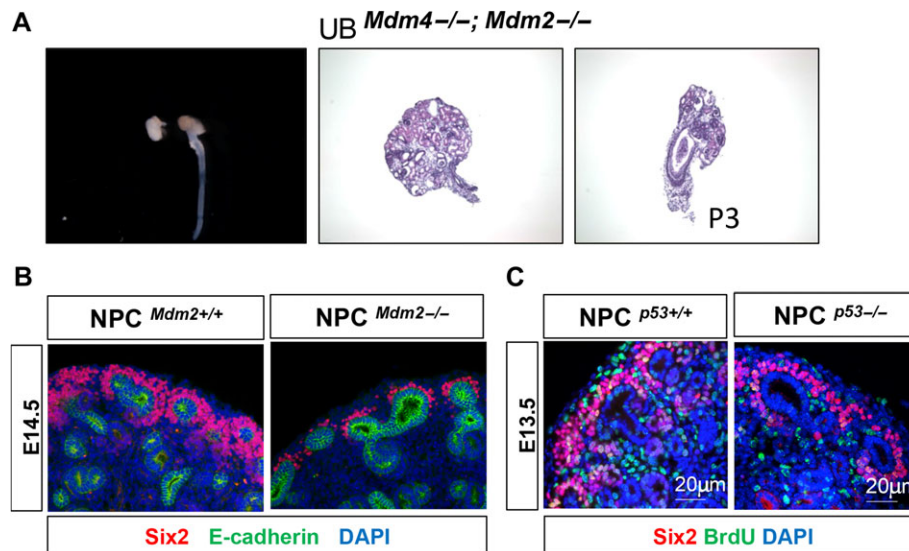 A
UB Mdm4–/–; Mdm2–/–
P3
B
NPC Mdm2+/+
NPC Mdm2–/–
E14.5
Six2 E-cadherin DAPI
C
NPC p53+/+
NPC p53–/–
E13.5
20μm
20μm
Six2 BrdU DAPI